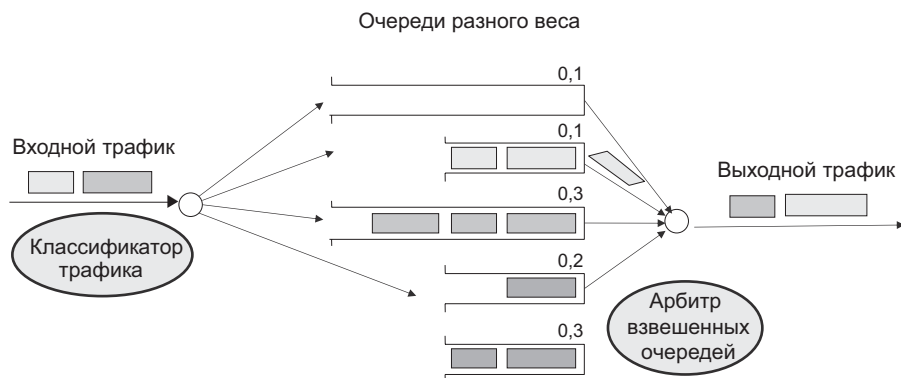 Очереди разного веса
0,1
0,1
Входной трафик
Выходной трафик
0,3
Классификатор
трафика
0,2
Арбитр
взвешенных
очередей
0,3